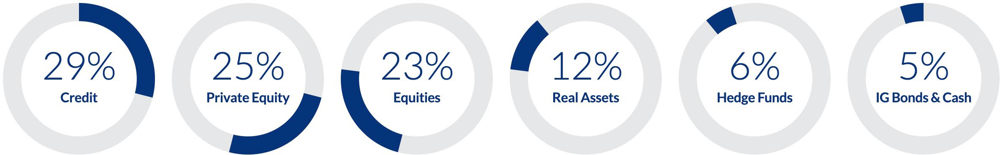 29%
Credit
25%
Private Equity
23%
Equities
12%
Real Assets
6%
Hedge Funds
5%
IG Bonds & Cash